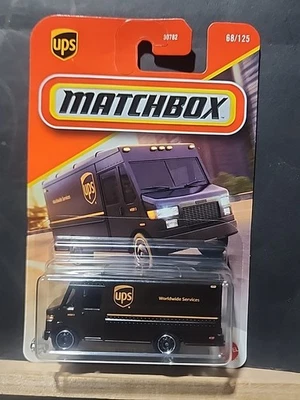 ups
30782
68/125
MATCHBOX
ups
Worldwide Services
ups
Worldwide Services